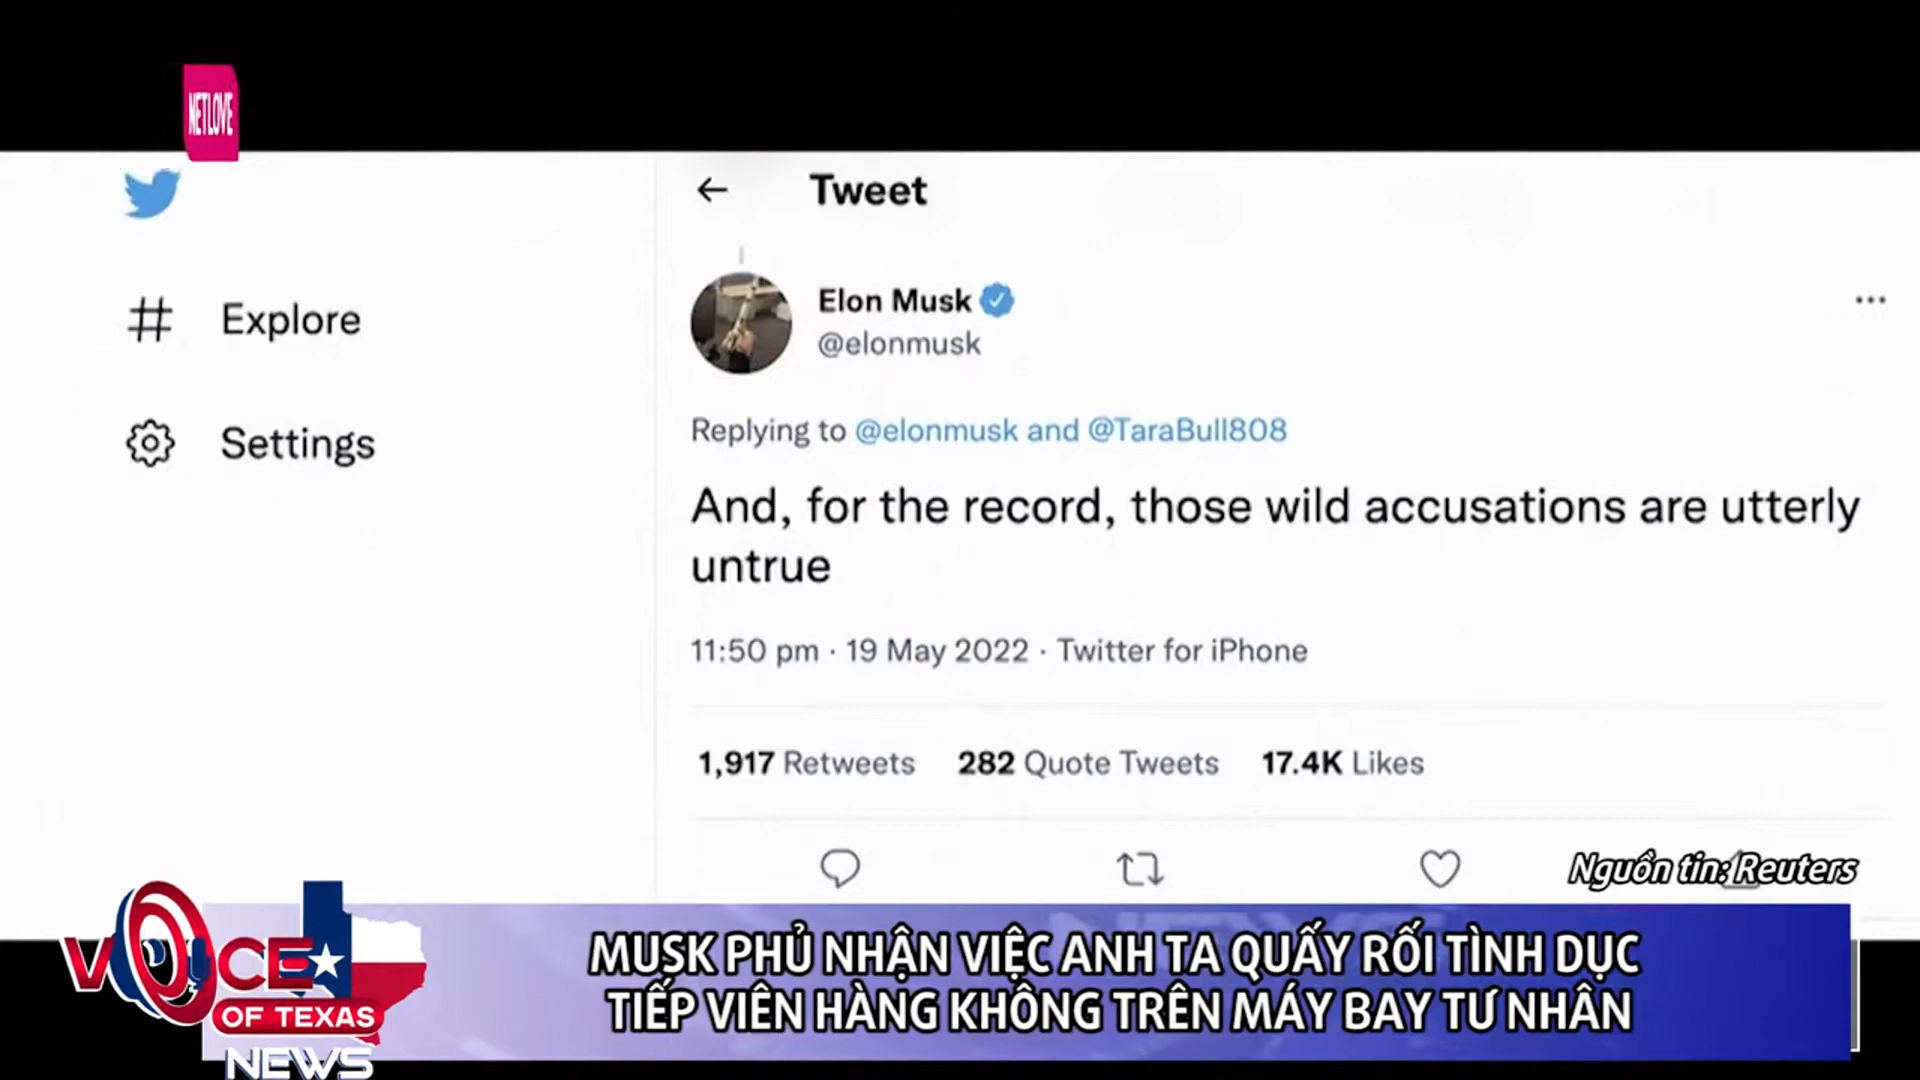 NETLOVE
Tweet
Elon Musk
@elonmusk
Explore
Settings
Replying to @elonmusk and @TaraBull808
And, for the record, those wild accusations are utterly
untrue
11:50 pm · 19 May 2022 · Twitter for iPhone
1,917 Retweets 282 Quote Tweets 17.4K Likes
Nguồn tin: Reuters
VOICE
OF TEXAS
NEWS
MUSK PHỦ NHẬN VIỆC ANH TA QUẤY RỐI TÌNH DỤC
TIẾP VIÊN HÀNG KHÔNG TRÊN MÁY BAY TƯ NHÂN